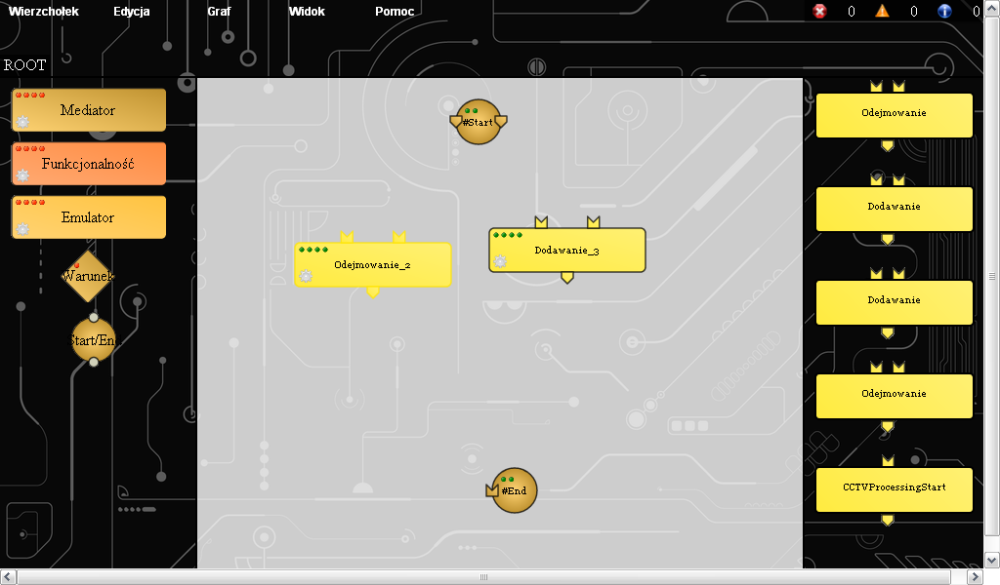 Wierzchołek Edycja Graf Widok Pomoc 0 0 0
ROOT
Mediator
Funkcjonalność
Emulator
Warunek
Start/En
#Start
Odejmowanie_2
Dodawanie_3
#End
Odejmowanie
Dodawanie
Dodawanie
Odejmowanie
CCTVProcessingStart